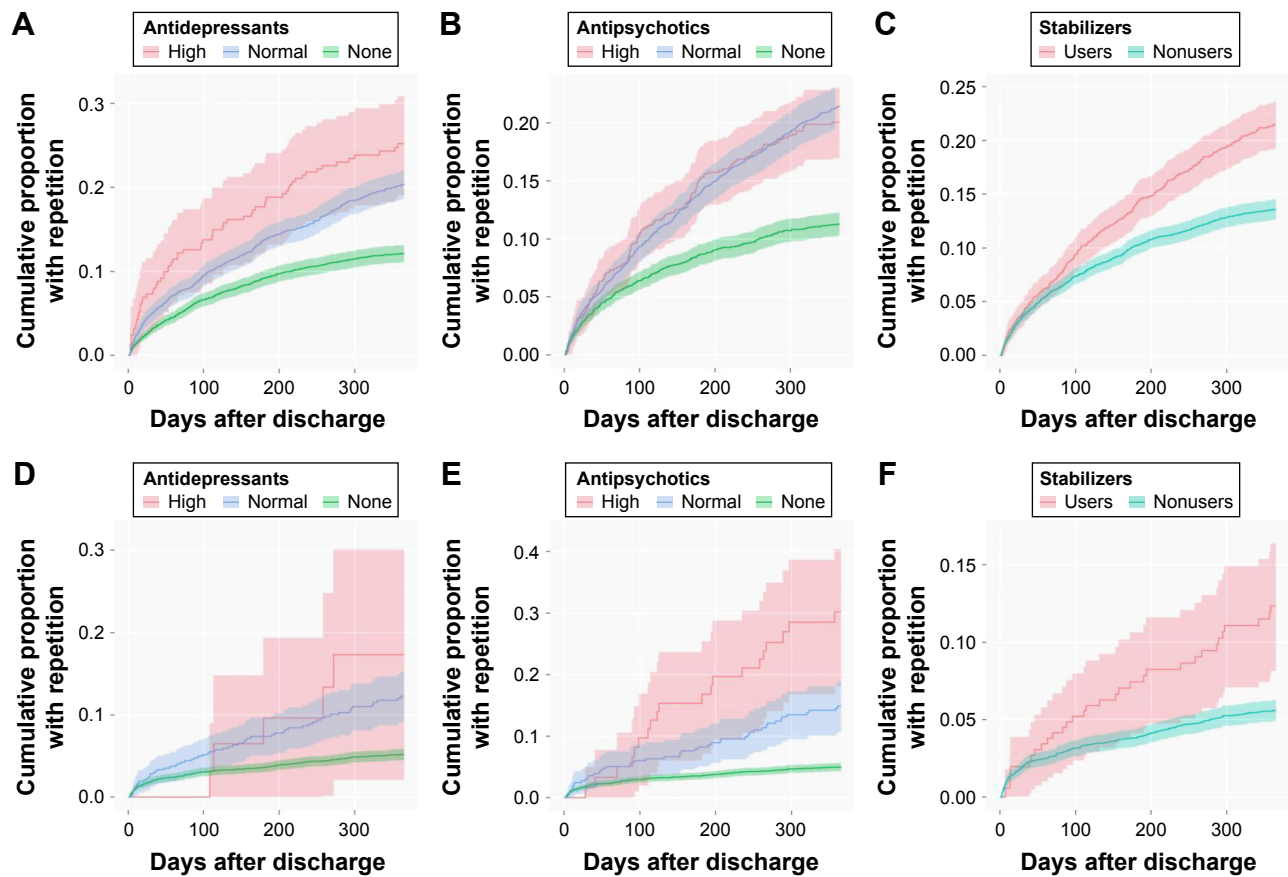 A
Antidepressants
High Normal None
Cumulative proportion
with repetition
0.3
0.2
0.1
0.0
0 100 200 300
Days after discharge
B
Antipsychotics
High Normal None
Cumulative proportion
with repetition
0.20
0.15
0.10
0.05
0.00
0 100 200 300
Days after discharge
C
Stabilizers
Users Nonusers
Cumulative proportion
with repetition
0.25
0.20
0.15
0.10
0.05
0.00
0 100 200 300
Days after discharge
D
Antidepressants
High Normal None
Cumulative proportion
with repetition
0.3
0.2
0.1
0.0
0 100 200 300
Days after discharge
E
Antipsychotics
High Normal None
Cumulative proportion
with repetition
0.4
0.3
0.2
0.1
0.0
0 100 200 300
Days after discharge
F
Stabilizers
Users Nonusers
Cumulative proportion
with repetition
0.15
0.10
0.05
0.00
0 100 200 300
Days after discharge